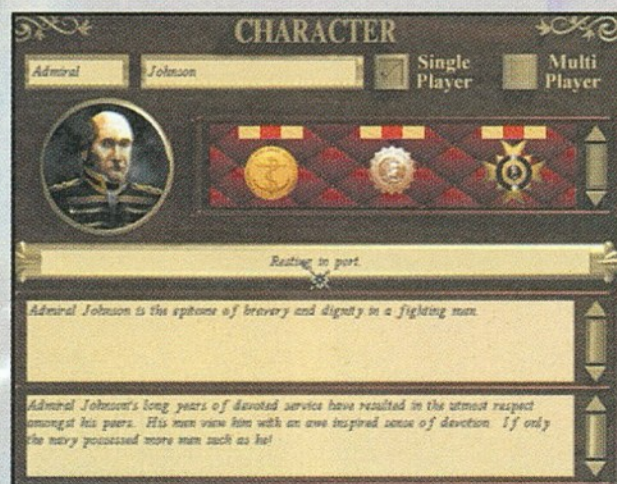 CHARACTER
Admiral Johnson Single Player Multi Player
Resting in port.
Admiral Johnson is the epitome of bravery and dignity in a fighting man.
Admiral Johnson's long years of devoted service have resulted in the utmost respect
amongst his peers. His men view him with an awe inspired sense of devotion. If only
the navy possessed more men such as he!